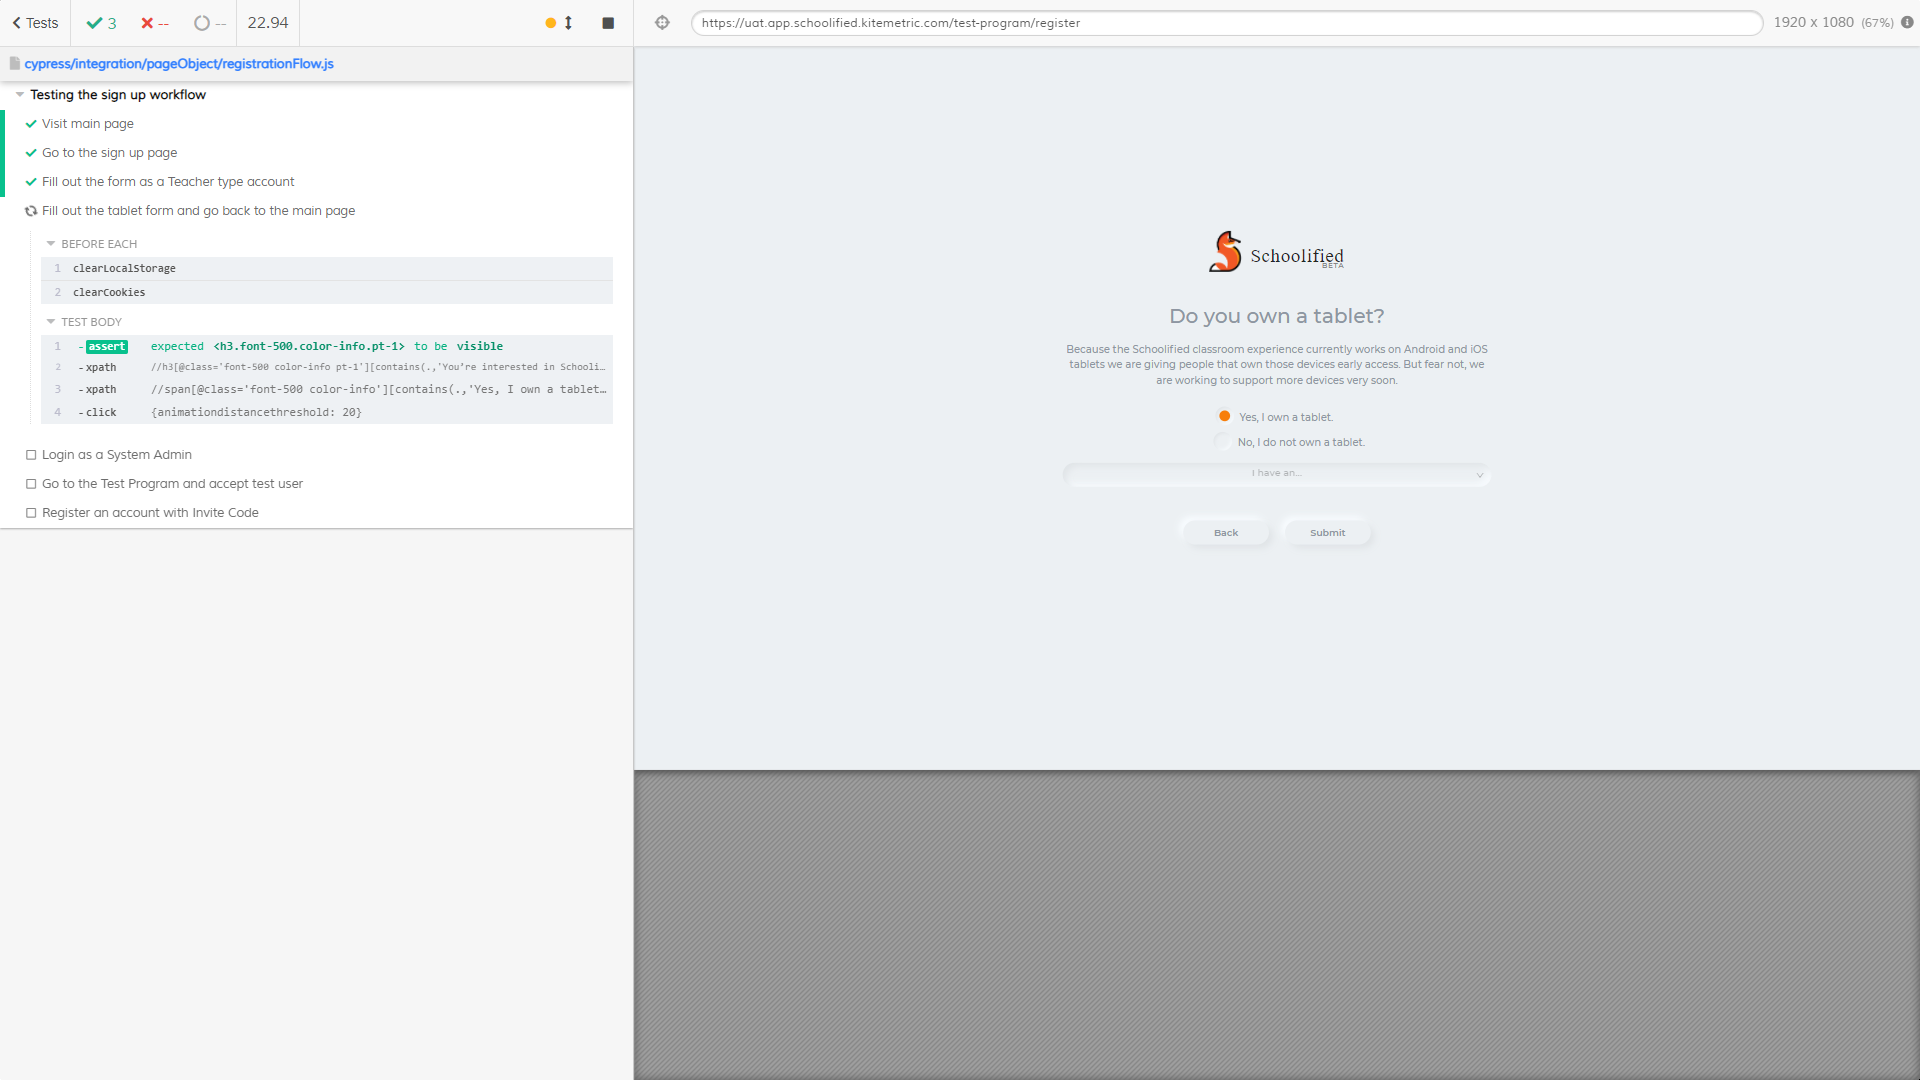 Tests
3
--
--
22.94
https://uat.app.schoolified.kitemetric.com/test-program/register
1920 x 1080 (67%)
cypress/integration/pageObject/registrationFlow.js
Testing the sign up workflow
Visit main page
Go to the sign up page
Fill out the form as a Teacher type account
Fill out the tablet form and go back to the main page
BEFORE EACH
1 clearLocalStorage
2 clearCookies
TEST BODY
1 -assert expected <h3.font-500.color-info.pt-1> to be visible
2 -xpath //h3[@class='font-500 color-info pt-1'][contains(.,'You're interested in Schooli…
3 -xpath //span[@class='font-500 color-info'][contains(.,'Yes, I own a tablet…
4 -click {animationdistancethreshold: 20}
Login as a System Admin
Go to the Test Program and accept test user
Register an account with Invite Code
Schoolified
BETA
Do you own a tablet?
Because the Schoolified classroom experience currently works on Android and iOS
tablets we are giving people that own those devices early access. But fear not, we
are working to support more devices very soon.
Yes, I own a tablet.
No, I do not own a tablet.
I have an...
Back
Submit